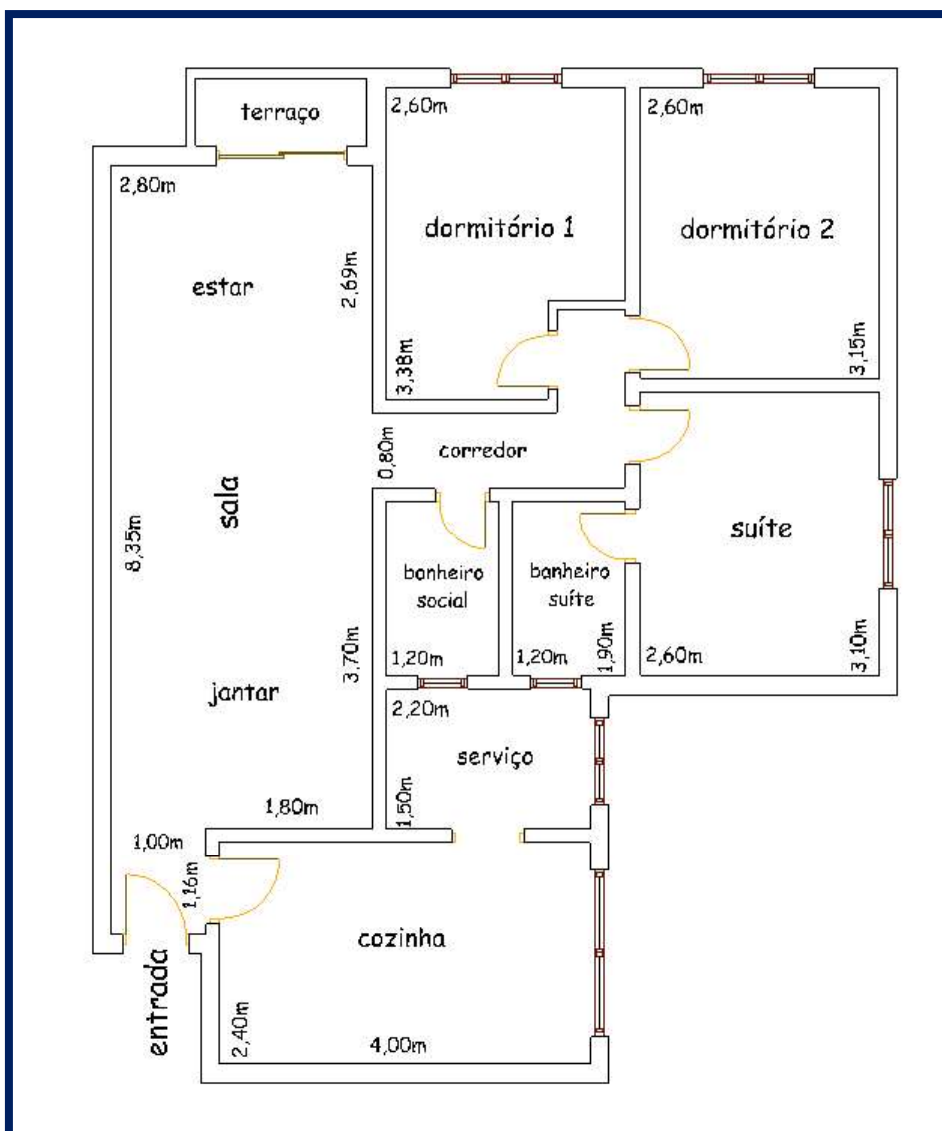 terraço
2,60m
2,60m
2,80m
dormitório 1
dormitório 2
estar
2,69m
3,38m
3,15m
0,80m
corredor
sala
8,35m
suíte
banheiro
social
banheiro
suíte
3,70m
1,20m
1,20m
1,90m
2,60m
3,10m
jantar
2,20m
serviço
1,50m
1,80m
1,00m
1,16m
cozinha
entrada
2,40m
4,00m